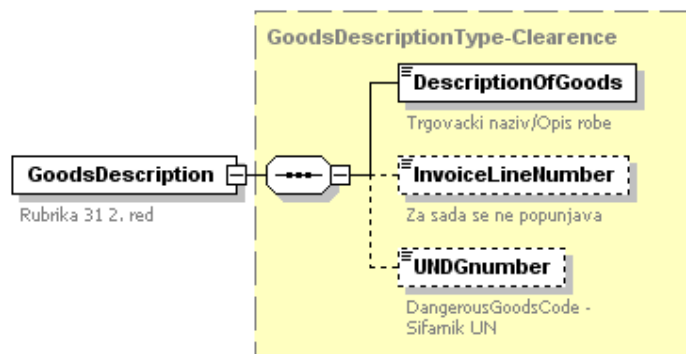 GoodsDescriptionType-Clearence
DescriptionOfGoods
Trgovacki naziv/Opis robe
GoodsDescription
Rubrika 31 2. red
InvoiceLineNumber
Za sada se ne popunjava
UNDGnumber
DangerousGoodsCode -
Sifarnik UN